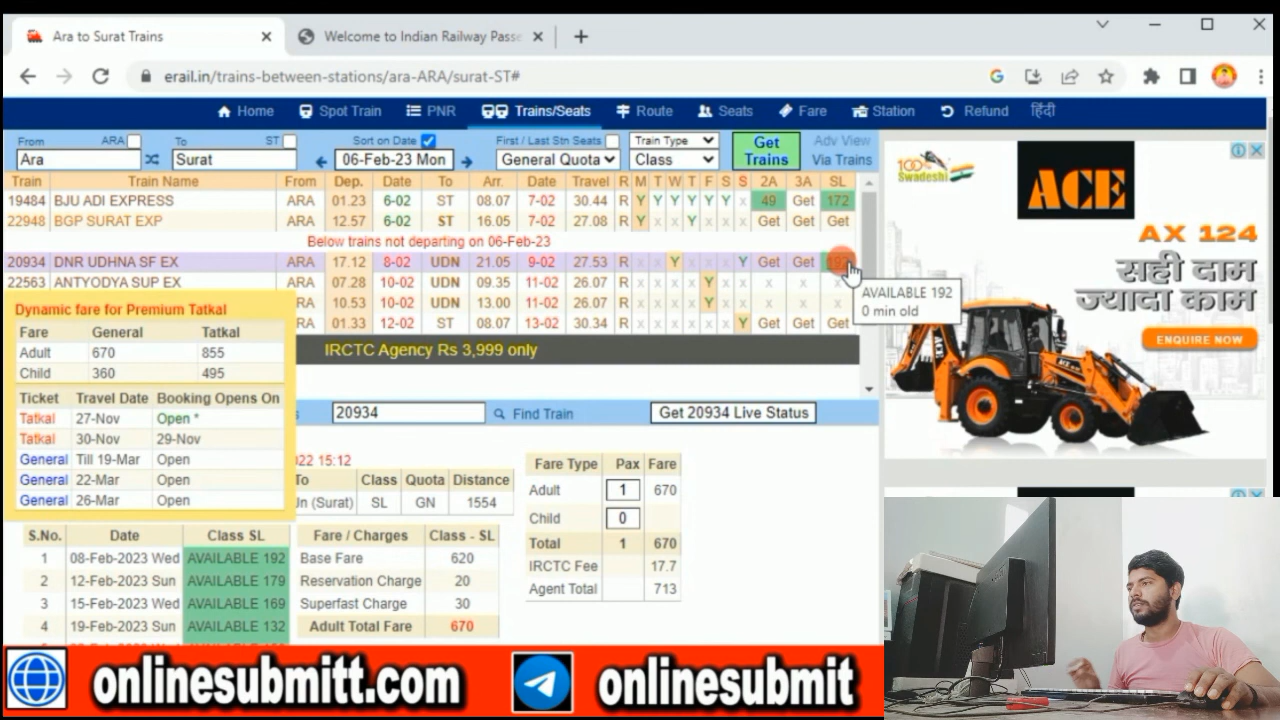 Ara to Surat Trains
Welcome to Indian Railway Passe
erail.in/trains-between-stations/ara-ARA/surat-ST#
Home Spot Train PNR Trains/Seats Route Seats Fare Station Refund हिंदी
From ARA To ST Sort on Date First / Last Stn Seats Train Type Get Trains Adv View
Ara Surat 06-Feb-23 Mon General Quota Class Via Trains
Train Train Name From Dep. Date To Arr. Date Travel R M T W T F S S 2A 3A SL
19484 BJU ADI EXPRESS ARA 01.23 6-02 ST 08.07 7-02 30.44 R Y Y Y Y Y Y x 49 Get 172
22948 BGP SURAT EXP ARA 12.57 6-02 ST 16.05 7-02 27.08 R Y x x Y x x x Get Get Get
Below trains not departing on 06-Feb-23
20934 DNR UDHNA SF EX ARA 17.12 8-02 UDN 21.05 9-02 27.53 R x x Y x x x Y Get Get 192
22563 ANTYODYA SUP EX ARA 07.28 10-02 UDN 09.35 11-02 26.07 R x x x x Y x x x x x
RA 10.53 10-02 UDN 13.00 11-02 26.07 R x x x x Y x x
RA 01.33 12-02 ST 08.07 13-02 30.34 R x x x x x x Y Get Get Get
AVAILABLE 192
0 min old
Dynamic fare for Premium Tatkal
Fare General Tatkal
Adult 670 855
Child 360 495
Ticket Travel Date Booking Opens On
Tatkal 27-Nov Open *
Tatkal 30-Nov 29-Nov
General Till 19-Mar Open
General 22-Mar Open
General 26-Mar Open
IRCTC Agency Rs 3,999 only
20934 Find Train Get 20934 Live Status
022 15:12
To Class Quota Distance
Jn (Surat) SL GN 1554
Fare Type Pax Fare
Adult 1 670
Child 0
Total 1 670
IRCTC Fee 17.7
Agent Total 713
S.No. Date Class SL
1 08-Feb-2023 Wed AVAILABLE 192
2 12-Feb-2023 Sun AVAILABLE 179
3 15-Feb-2023 Wed AVAILABLE 169
4 19-Feb-2023 Sun AVAILABLE 132
Fare / Charges Class - SL
Base Fare 620
Reservation Charge 20
Superfast Charge 30
Adult Total Fare 670
100% Swadeshi
ACE
AX 124
सही दाम
ज्यादा काम
ENQUIRE NOW
ACE
onlinesubmitt.com
onlinesubmit